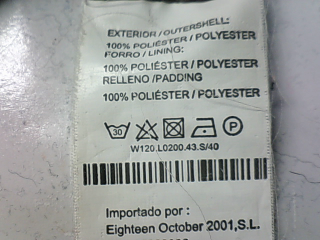 EXTERIOR/OUTERSHELL:
100% POLIÉSTER / POLYESTER
FORRO / LINING:
100% POLIÉSTER / POLYESTER
RELLENO/PADDING
100% POLIÉSTER / POLYESTER
30 P
W120.L0200.43.S/40
Importado por :
Eighteen October 2001,S.L.